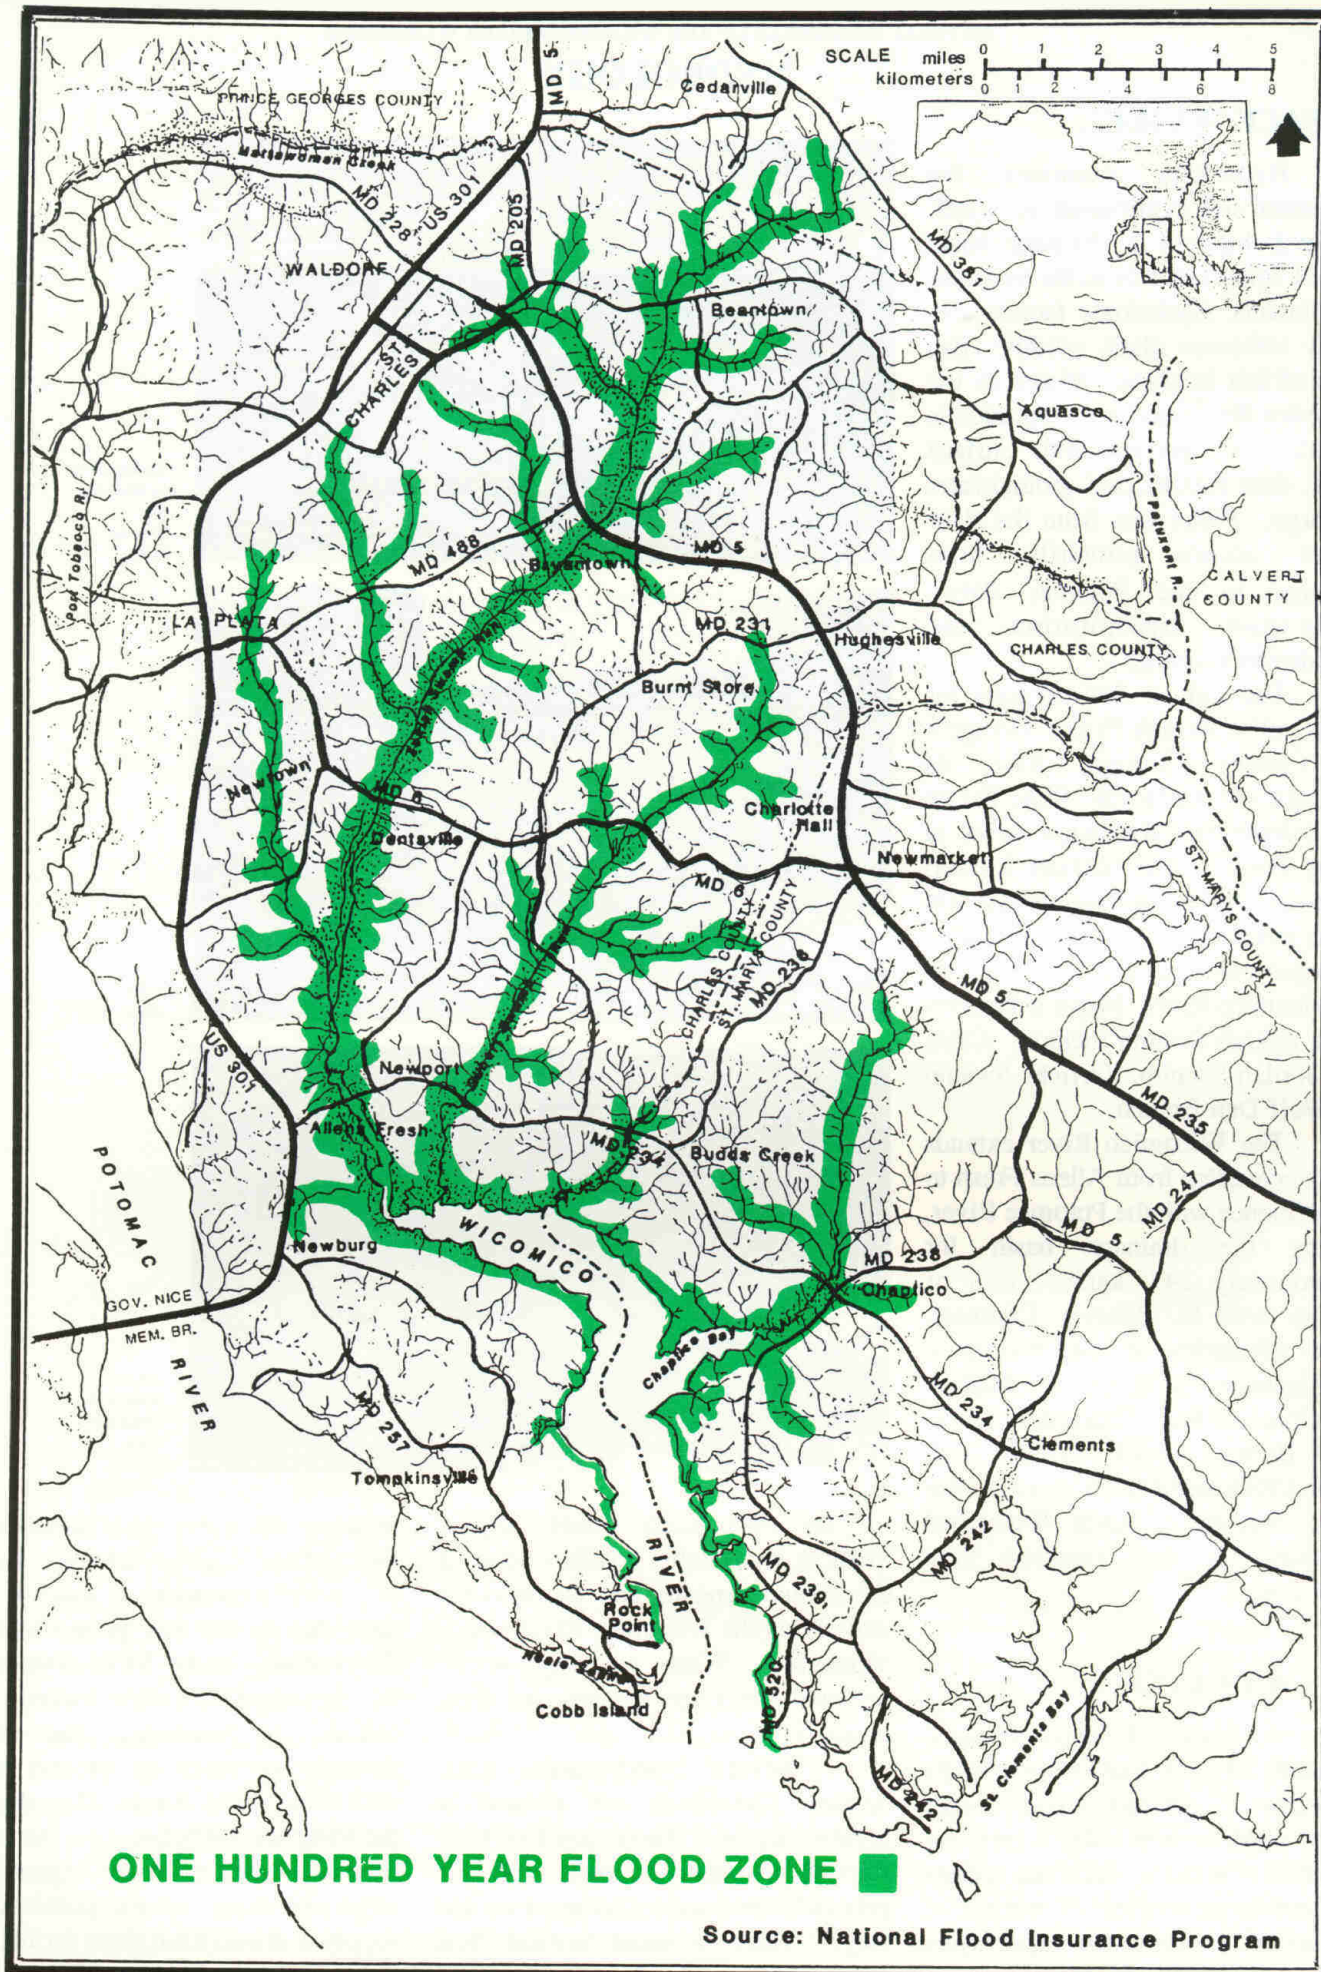 SCALE miles
kilometers
0 1 2 3 4 5
0 1 2 4 6 8
MD 5
Cedarville
PRINCE GEORGES COUNTY
Mattawoman Creek
MD 228
US 301
MD 205
MD 381
WALDORF
Beantown
ST.
CHARLES
Aquasco
Port Tobacco R.
Patuxent R.
MD 488
MD 5
Bryantown
CALVERT
COUNTY
LA PLATA
MD 231
Hughesville
CHARLES COUNTY
Burnt Store
Zekiah Swamp Run
Newtown
MD 6
Charlotte
Hall
Dentsville
Newmarket
ST. MARYS COUNTY
MD 6
CHARLES COUNTY
ST. MARYS COUNTY
MD 236
MD 5
US 301
Newport
Allens Fresh
MD 234
Budds Creek
MD 235
POTOMAC
RIVER
WICOMICO
RIVER
Newburg
MD 238
MD 5
MD 247
Chaptico
GOV. NICE
MEM. BR.
Chaptico Bay
MD 257
MD 234
Clements
Tompkinsville
MD 242
MD 239
Rock
Point
Neale Sound
Cobb Island
MD 520
St. Clements Bay
MD 242
ONE HUNDRED YEAR FLOOD ZONE
Source: National Flood Insurance Program